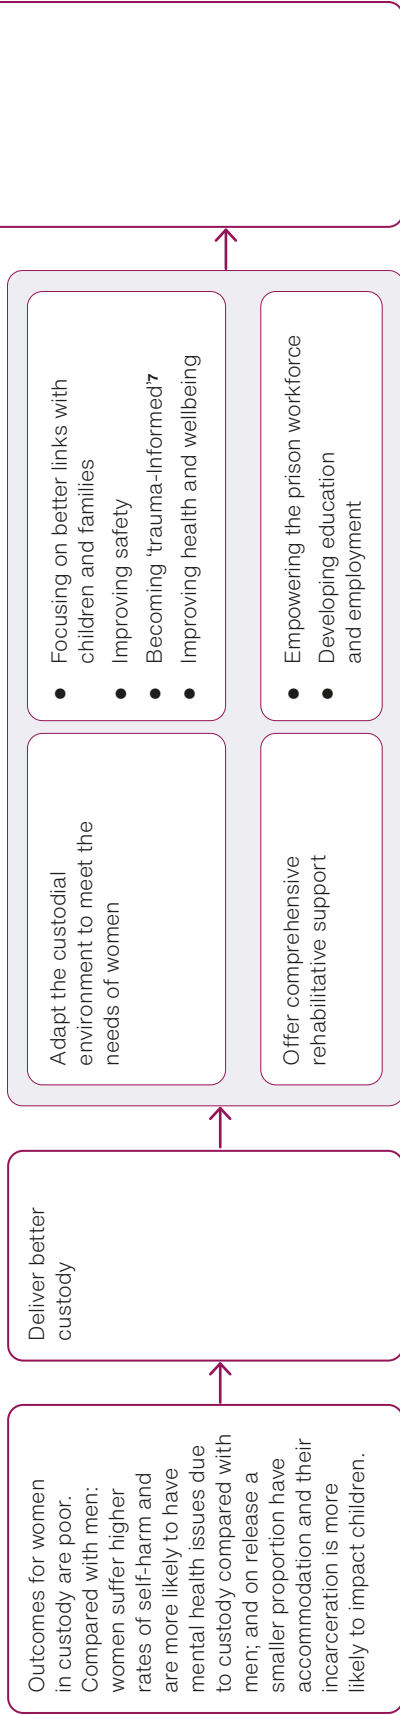 Outcomes for women
in custody are poor.
Compared with men:
women suffer higher
rates of self-harm and
are more likely to have
mental health issues due
to custody compared with
men; and on release a
smaller proportion have
accommodation and their
incarceration is more
likely to impact children.
Deliver better
custody
Adapt the custodial
environment to meet the
needs of women
● Focusing on better links with
children and families
● Improving safety
● Becoming ‘trauma-Informed’⁷
● Improving health and wellbeing
Offer comprehensive
rehabilitative support
● Empowering the prison workforce
● Developing education
and employment